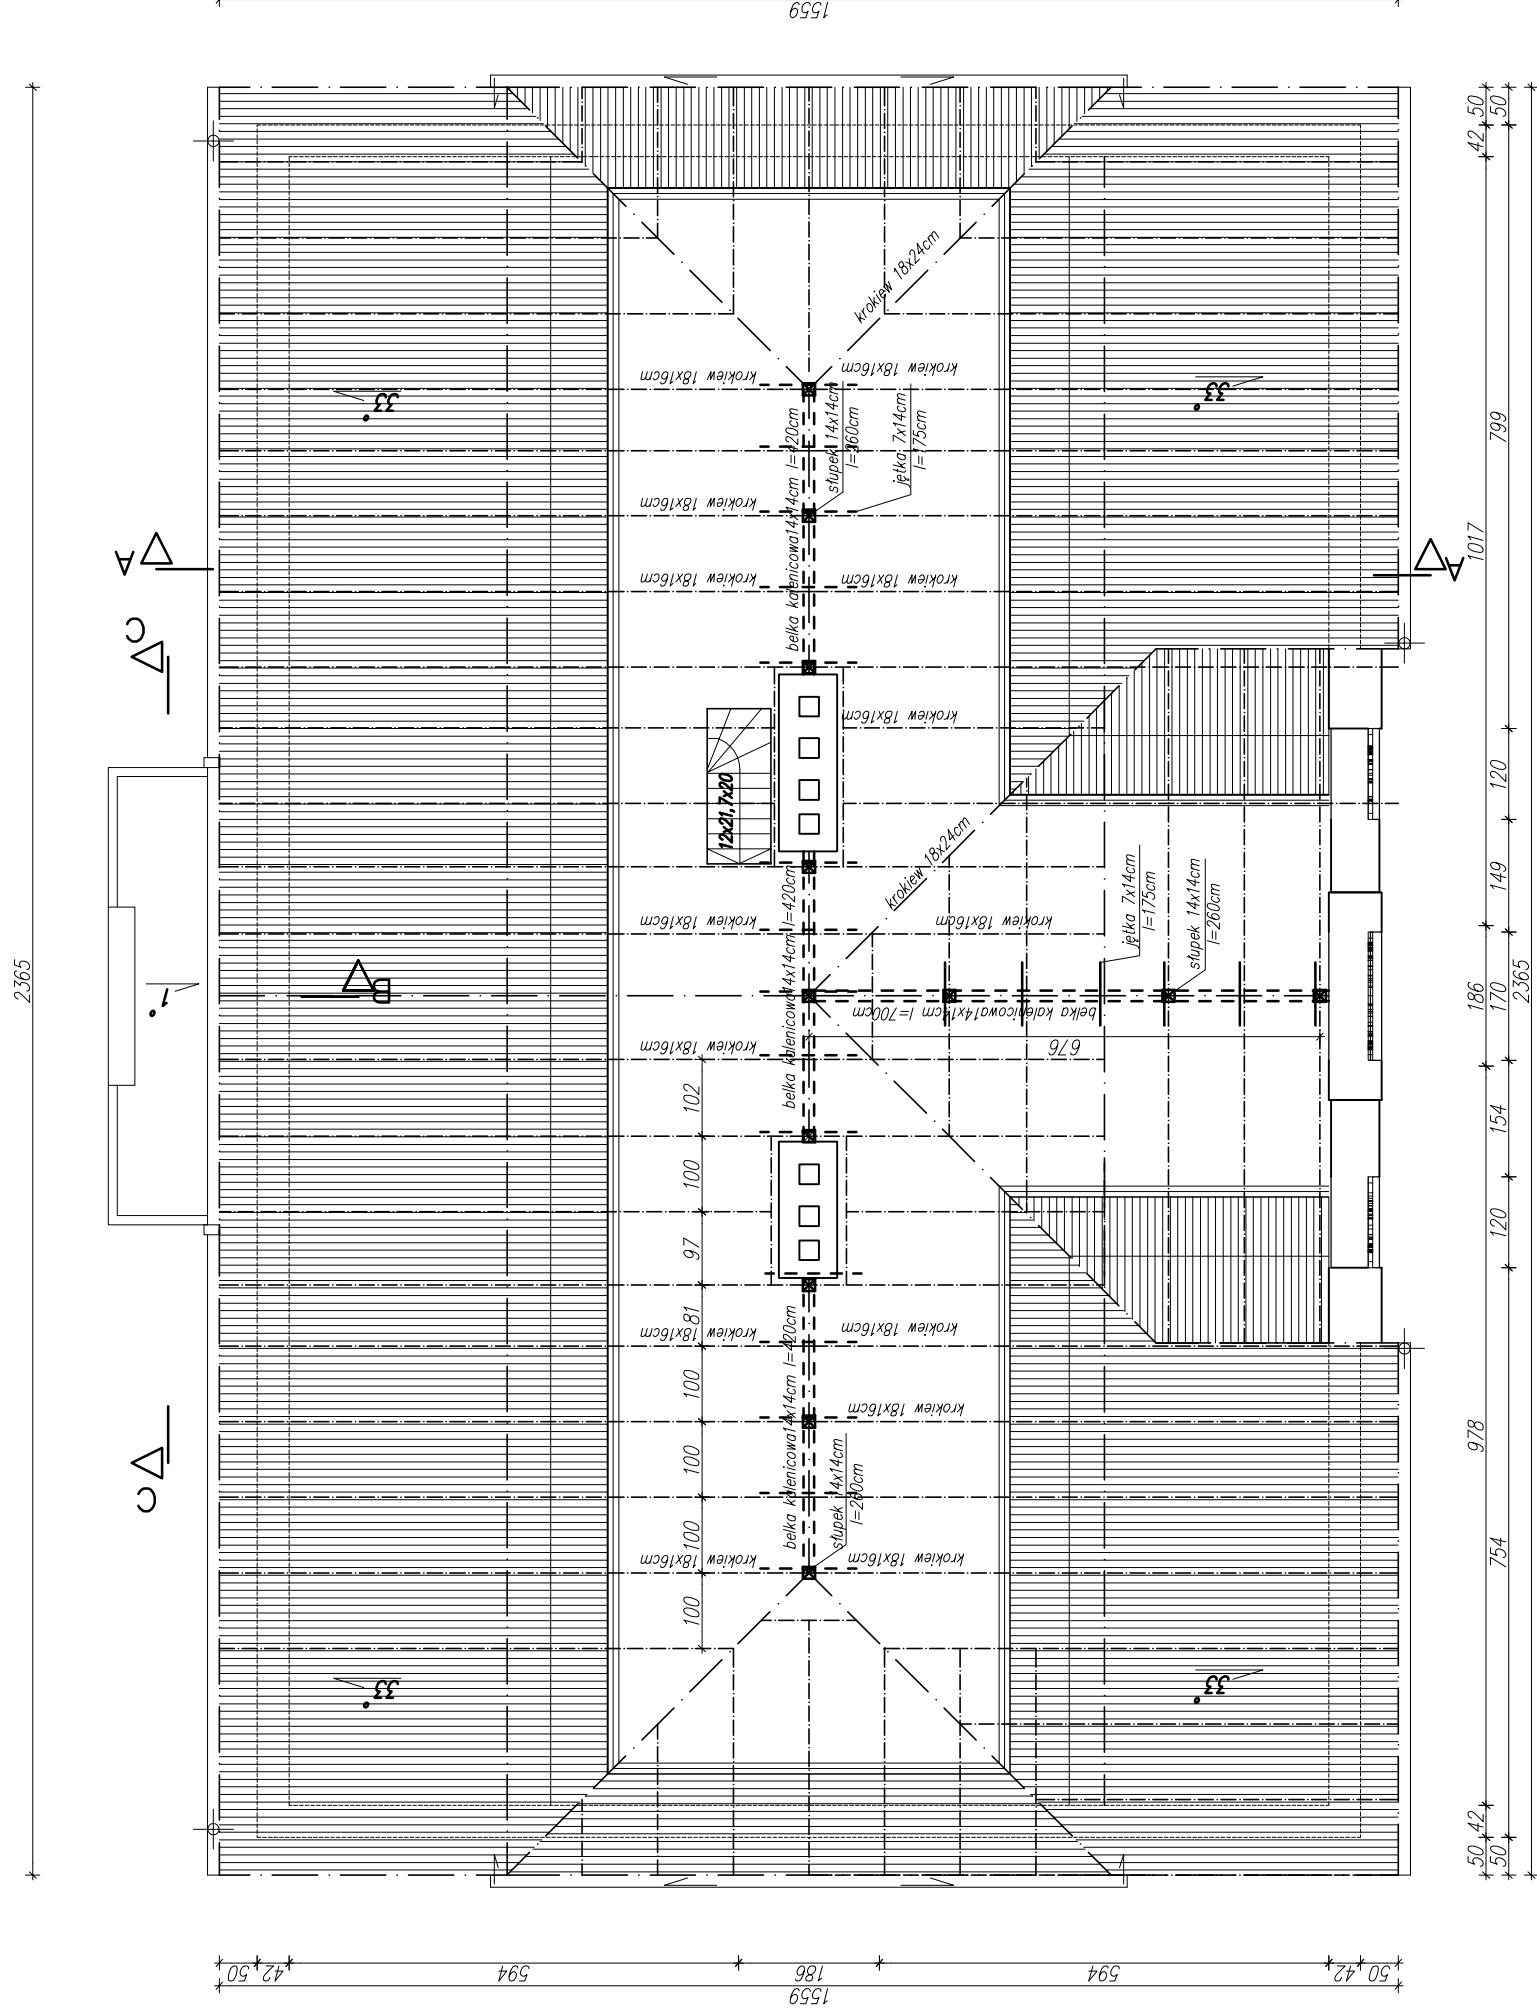 1559
2365
50
42
50
799
1017
120
149
186
170
2365
154
120
978
754
42
50
50
krokiew 18x24cm
krokiew 18x16cm
krokiew 18x16cm
33°
33°
belka kalenicowa14x14cm l=420cm
słupek 14x14cm
l=260cm
jętka 7x14cm
l=175cm
krokiew 18x16cm
A
A
krokiew 18x16cm
krokiew 18x16cm
C
krokiew 18x16cm
12x21,7x20
krokiew 18x24cm
belka kalenicowa14x14cm l=420cm
krokiew 18x16cm
krokiew 18x16cm
jętka 7x14cm
l=175cm
słupek 14x14cm
l=260cm
1°
B
belka kalenicowa14x14cm l=700cm
676
krokiew 18x16cm
102
100
97
81
100
100
100
100
krokiew 18x16cm
krokiew 18x16cm
belka kalenicowa14x14cm l=420cm
krokiew 18x16cm
słupek 14x14cm
l=260cm
C
krokiew 18x16cm
krokiew 18x16cm
33°
33°
50
42
594
186
594
42
50
1559